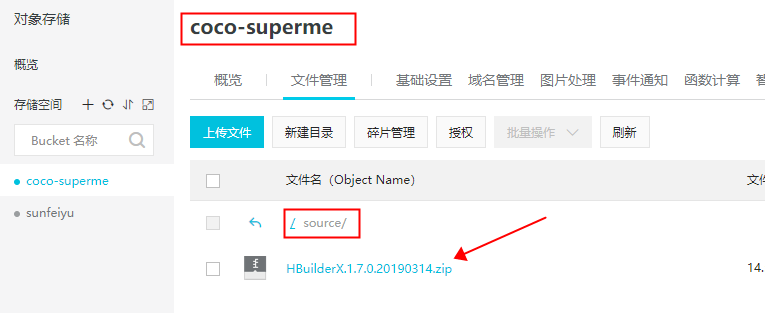 对象存储
概览
存储空间
Bucket 名称
coco-superme
sunfeiyu
coco-superme
概览 文件管理 基础设置 域名管理 图片处理 事件通知 函数计算
上传文件 新建目录 碎片管理 授权 批量操作 刷新
文件名（Object Name） 文件
/ source/
HBuilderX.1.7.0.20190314.zip 14.